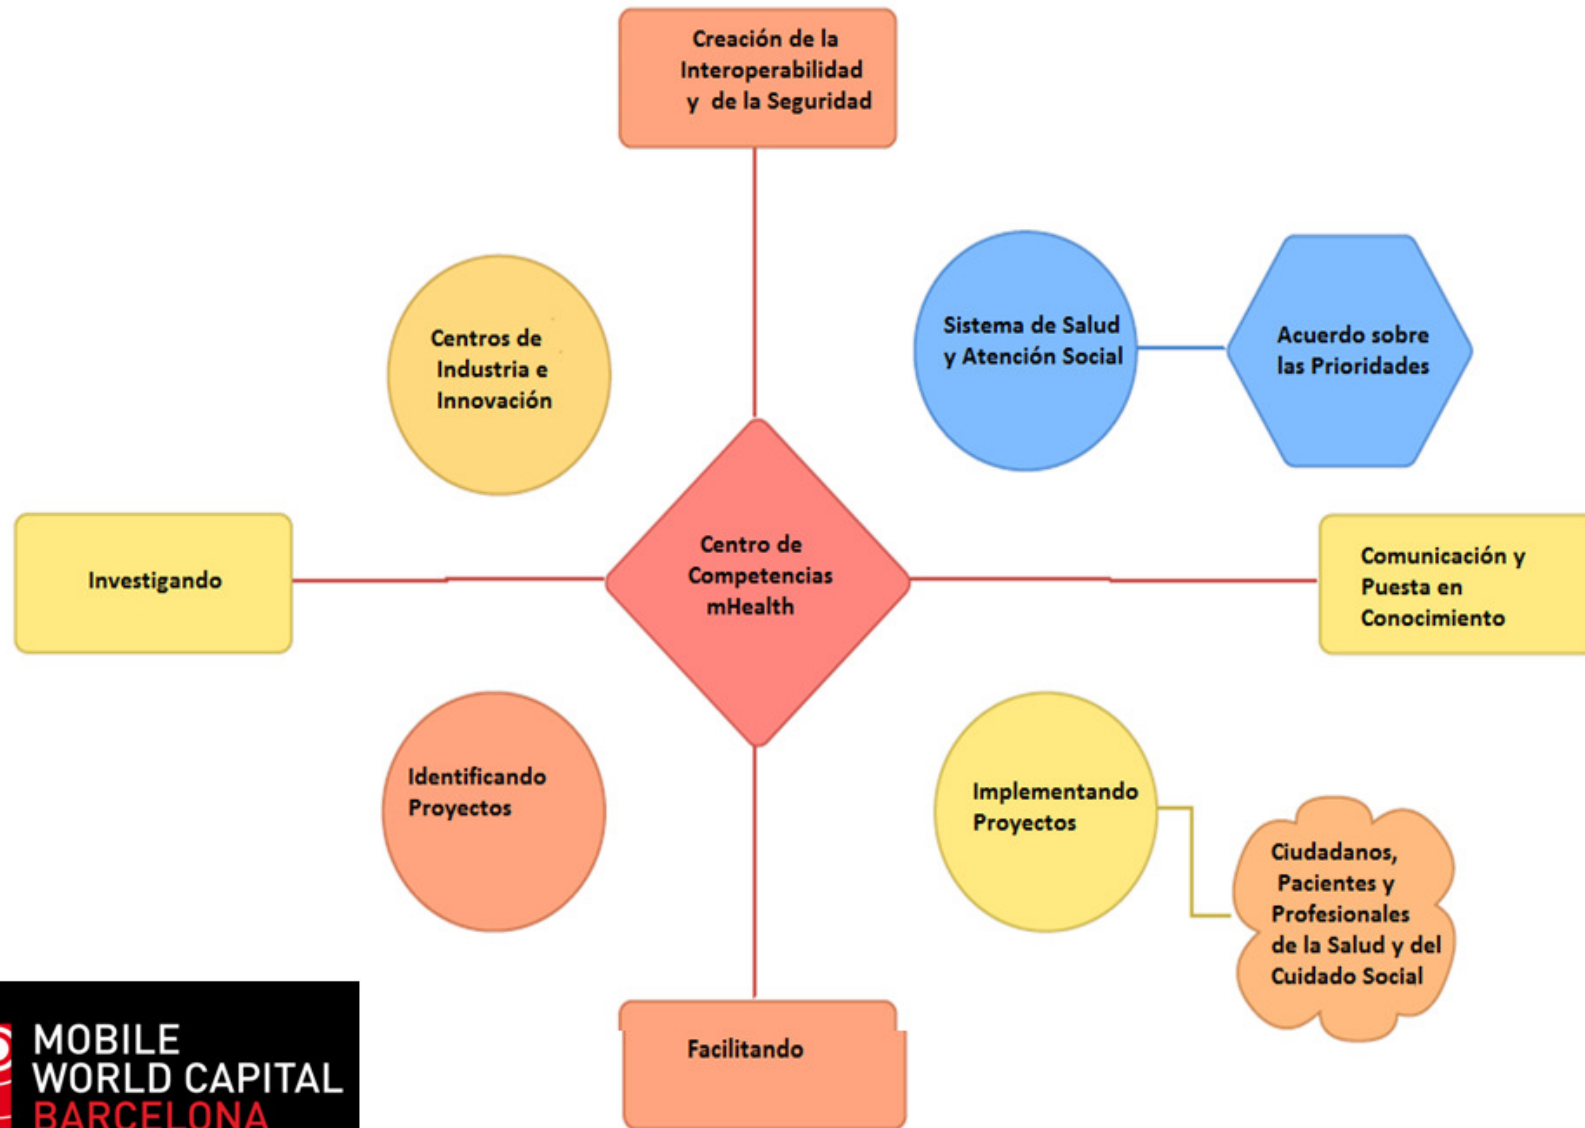 Creación de la
Interoperabilidad
y de la Seguridad
Centros de
Industria e
Innovación
Sistema de Salud
y Atención Social
Acuerdo sobre
las Prioridades
Investigando
Centro de
Competencias
mHealth
Comunicación y
Puesta en
Conocimiento
Identificando
Proyectos
Implementando
Proyectos
Ciudadanos,
Pacientes y
Profesionales
de la Salud y del
Cuidado Social
Facilitando
MOBILE
WORLD CAPITAL
BARCELONA